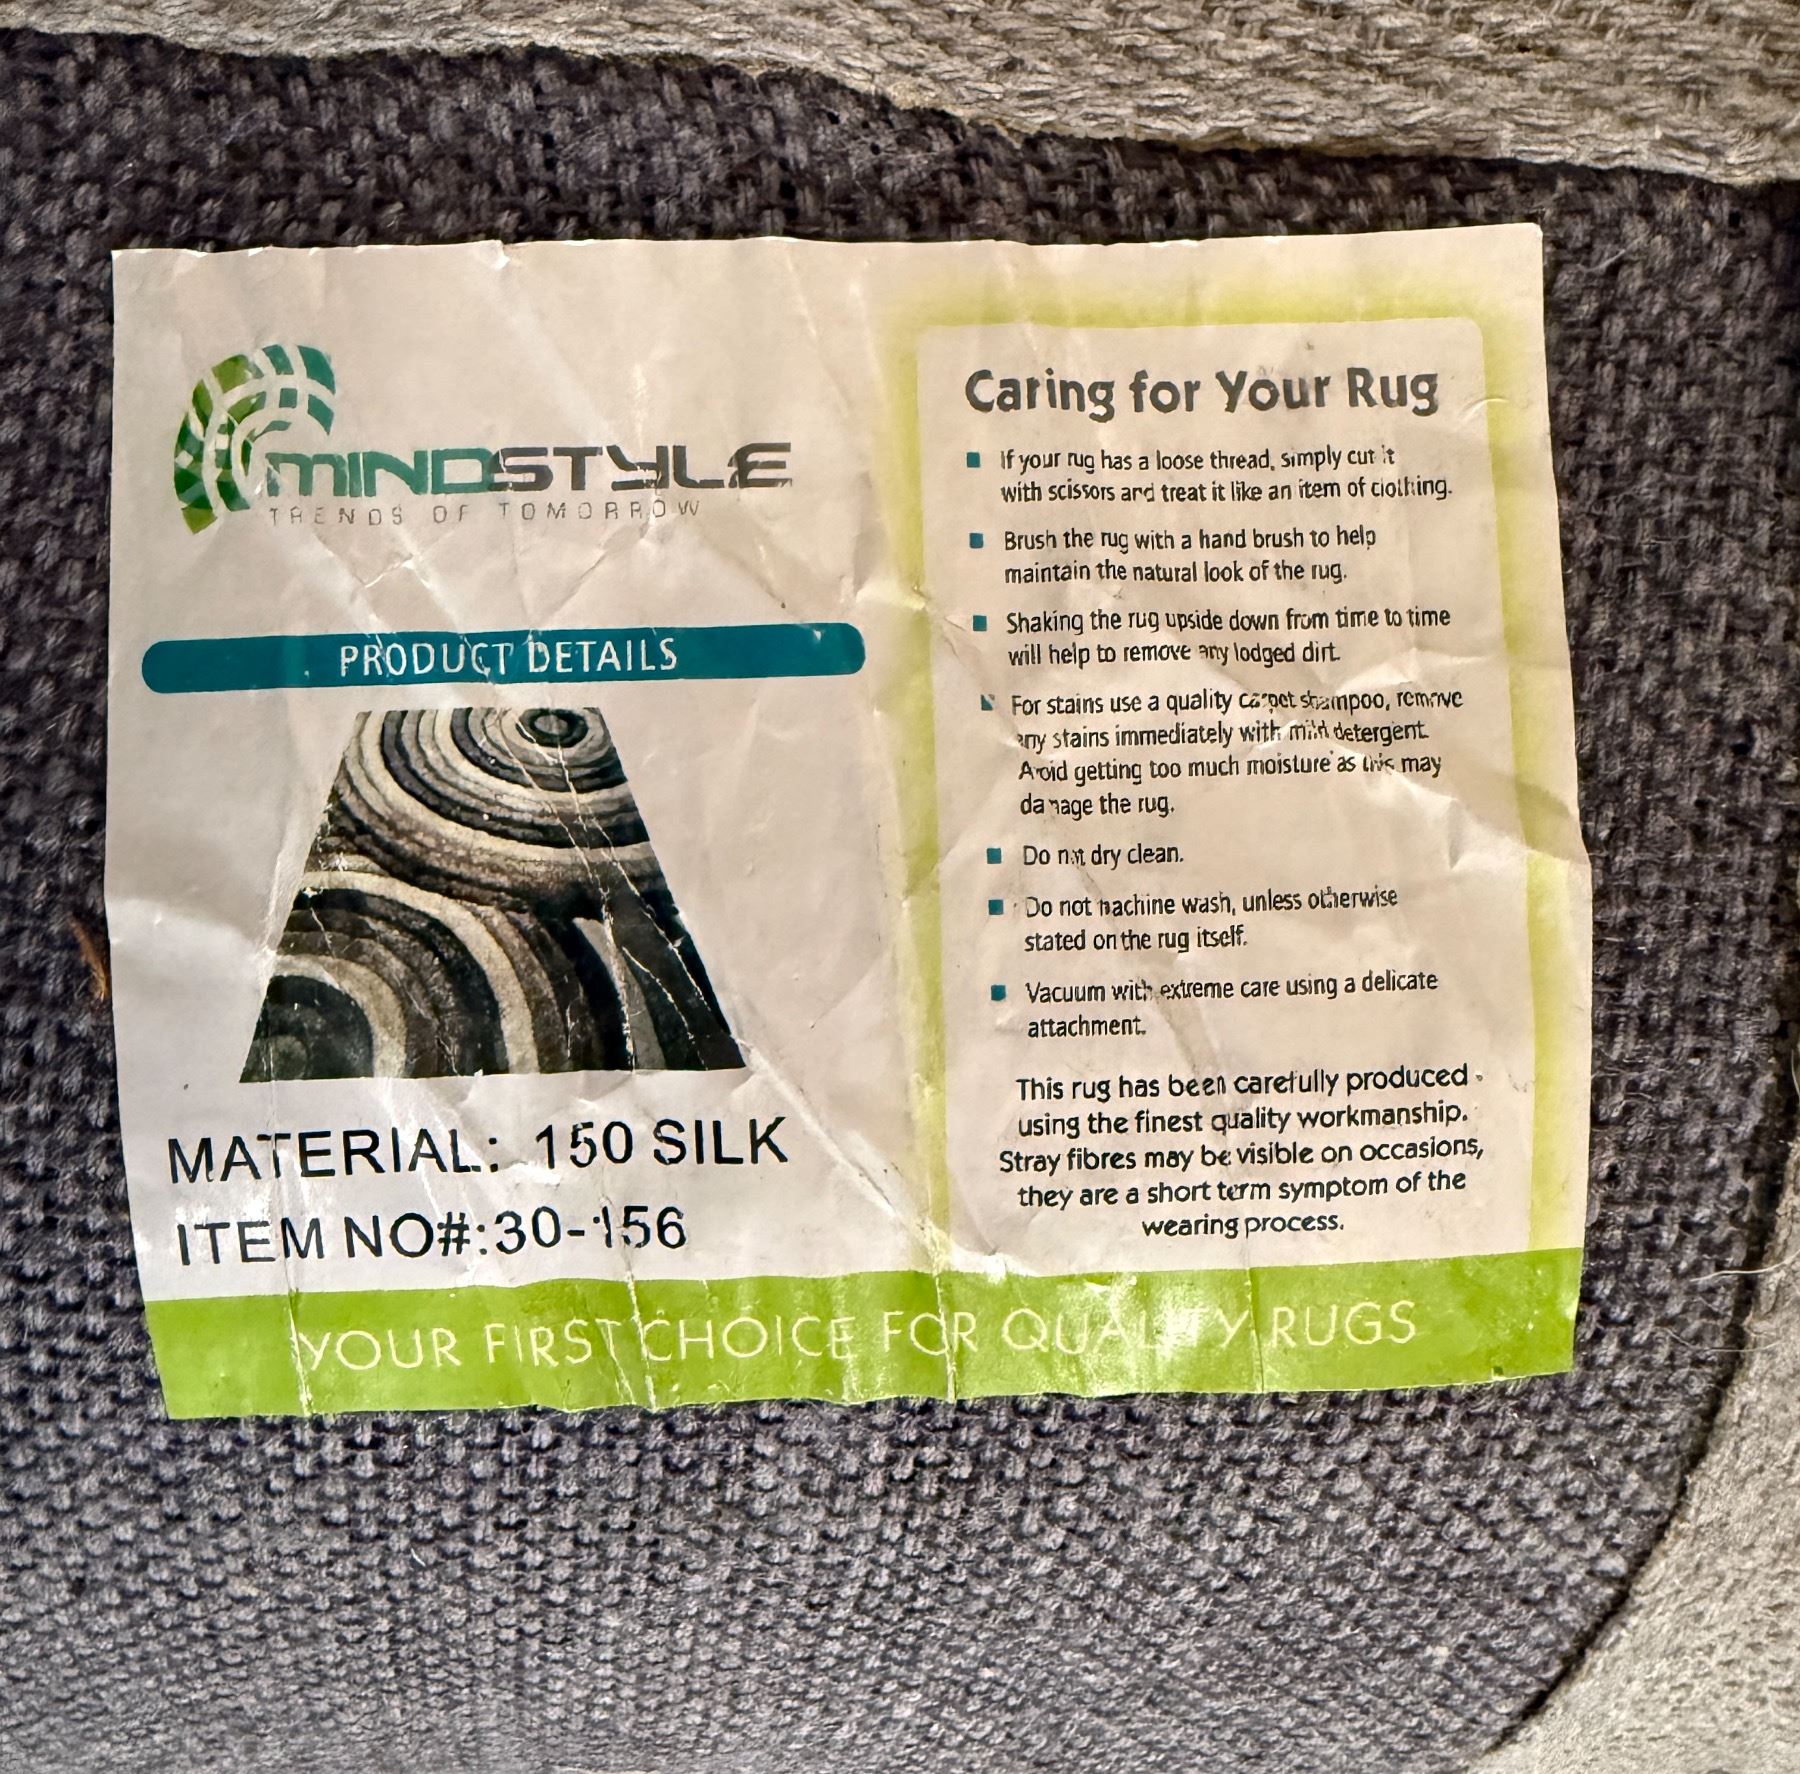 MINDSTYLE
TRENDS OF TOMORROW
PRODUCT DETAILS
MATERIAL: 150 SILK
ITEM NO#:30-156
Caring for Your Rug
If your rug has a loose thread, simply cut it
with scissors and treat it like an item of clothing.
Brush the rug with a hand brush to help
maintain the natural look of the rug.
Shaking the rug upside down from time to time
will help to remove any lodged dirt.
For stains use a quality carpet shampoo, remove
any stains immediately with mild detergent.
Avoid getting too much moisture as this may
damage the rug.
Do not dry clean.
Do not machine wash, unless otherwise
stated on the rug itself.
Vacuum with extreme care using a delicate
attachment.
This rug has been carefully produced
using the finest quality workmanship.
Stray fibres may be visible on occasions,
they are a short term symptom of the
wearing process.
YOUR FIRST CHOICE FOR QUALITY RUGS